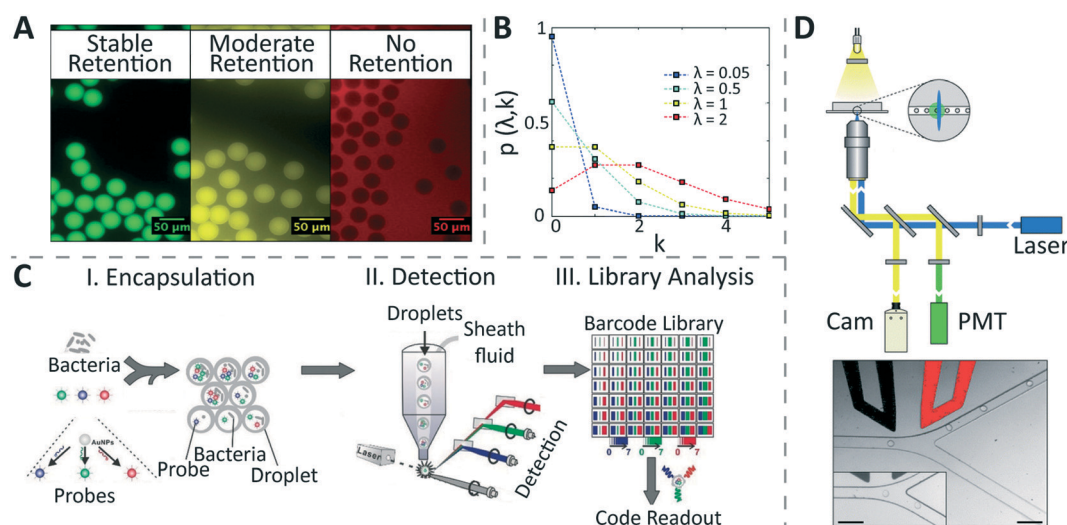 A
Stable
Retention
Moderate
Retention
No
Retention
50 µm
50 µm
50 µm
B
1
0.5
0
p (λ,k)
λ = 0.05
λ = 0.5
λ = 1
λ = 2
0
2
4
k
C
I. Encapsulation
II. Detection
III. Library Analysis
Bacteria
AuNPs
Probes
Probe
Bacteria
Droplet
Droplets
Sheath
fluid
Laser
Detection
Barcode Library
0 7
0 7
0 7
Code Readout
D
Laser
Cam
PMT